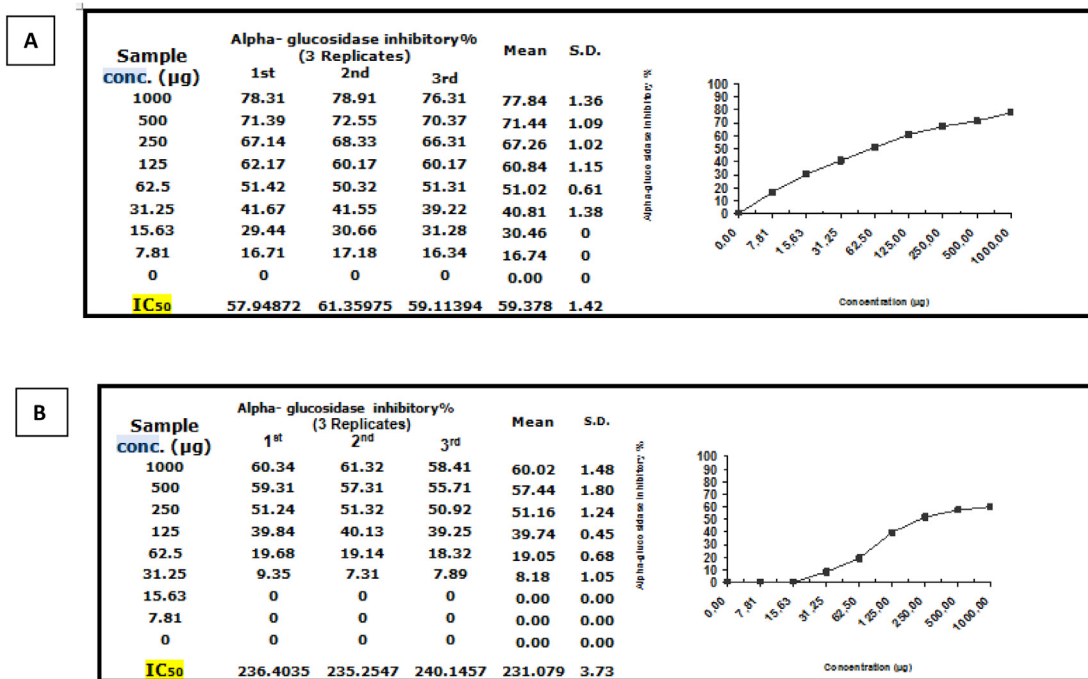 A
Sample conc. (µg)
Alpha- glucosidase inhibitory%
(3 Replicates)
1st 2nd 3rd Mean S.D.
1000 78.31 78.91 76.31 77.84 1.36
500 71.39 72.55 70.37 71.44 1.09
250 67.14 68.33 66.31 67.26 1.02
125 62.17 60.17 60.17 60.84 1.15
62.5 51.42 50.32 51.31 51.02 0.61
31.25 41.67 41.55 39.22 40.81 1.38
15.63 29.44 30.66 31.28 30.46 0
7.81 16.71 17.18 16.34 16.74 0
0 0 0 0 0.00 0
IC50 57.94872 61.35975 59.11394 59.378 1.42
Alpha-glucosidase inhibitory %
100
90
80
70
60
50
40
30
20
10
0
0,00 7,81 15,63 31,25 62,50 125,00 250,00 500,00 1000,00
Concentration (µg)
B
Sample conc. (µg)
Alpha- glucosidase inhibitory%
(3 Replicates)
1st 2nd 3rd Mean S.D.
1000 60.34 61.32 58.41 60.02 1.48
500 59.31 57.31 55.71 57.44 1.80
250 51.24 51.32 50.92 51.16 1.24
125 39.84 40.13 39.25 39.74 0.45
62.5 19.68 19.14 18.32 19.05 0.68
31.25 9.35 7.31 7.89 8.18 1.05
15.63 0 0 0 0.00 0.00
7.81 0 0 0 0.00 0.00
0 0 0 0 0.00 0.00
IC50 236.4035 235.2547 240.1457 231.079 3.73
Alpha-glucosidase inhibitory %
100
90
80
70
60
50
40
30
20
10
0
0,00 7,81 15,63 31,25 62,50 125,00 250,00 500,00 1000,00
Concentration (µg)